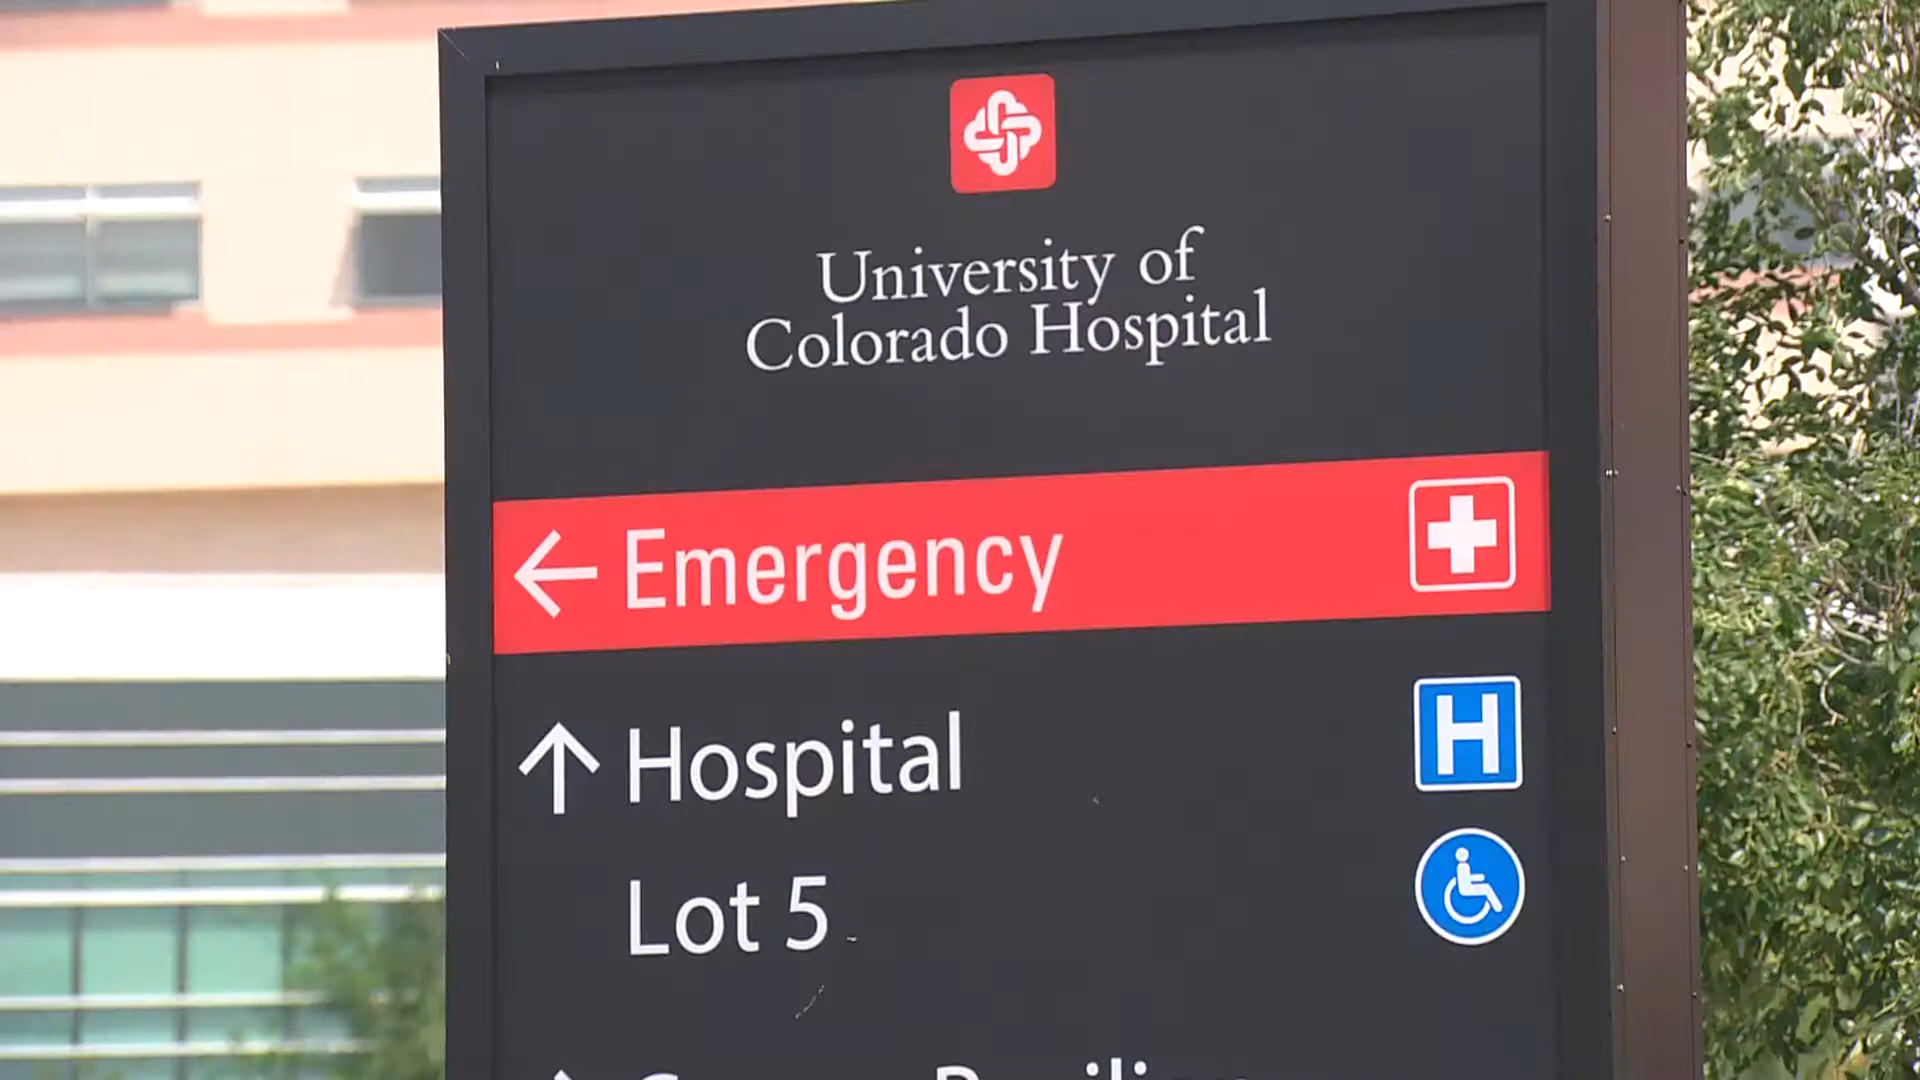 University of
Colorado Hospital
← Emergency
↑ Hospital
H
Lot 5